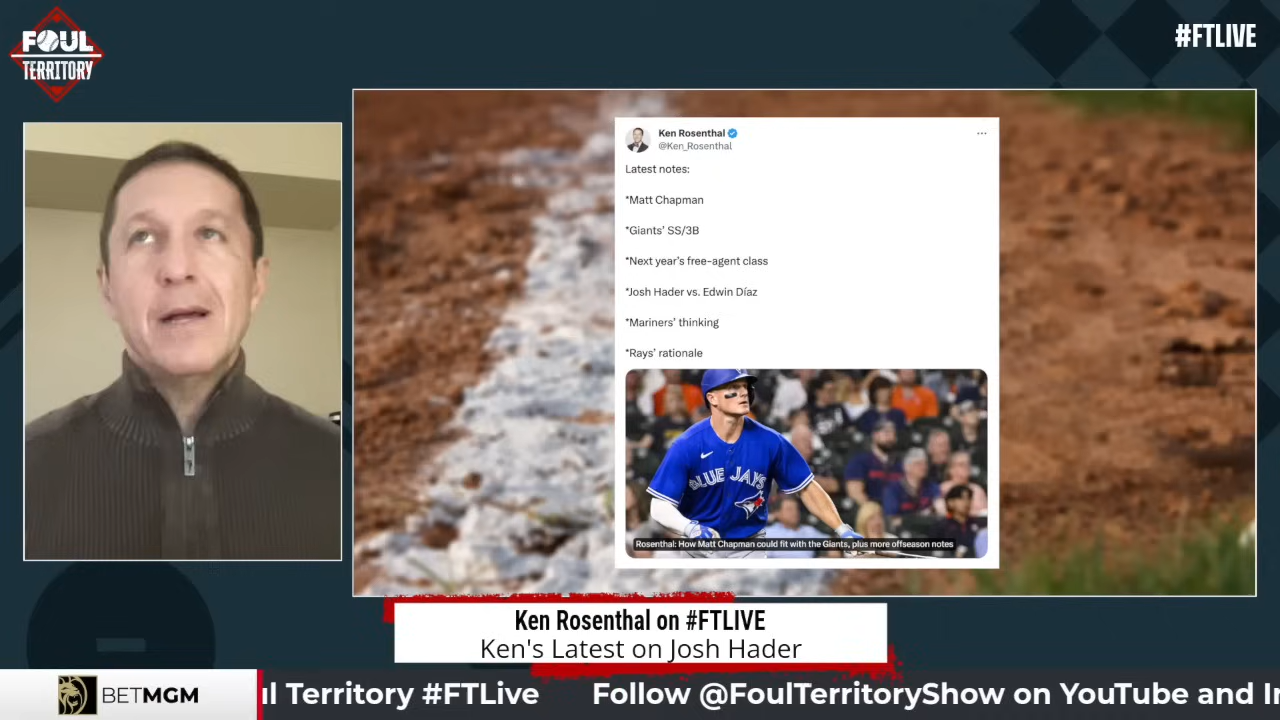 FOUL
TERRITORY
#FTLIVE
Ken Rosenthal
@Ken_Rosenthal
Latest notes:
*Matt Chapman
*Giants' SS/3B
*Next year's free-agent class
*Josh Hader vs. Edwin Díaz
*Mariners' thinking
*Rays' rationale
BLUE JAYS
Rosenthal: How Matt Chapman could fit with the Giants, plus more offseason notes
Ken Rosenthal on #FTLIVE
Ken's Latest on Josh Hader
BETMGM
l Territory #FTLive Follow @FoulTerritoryShow on YouTube and In